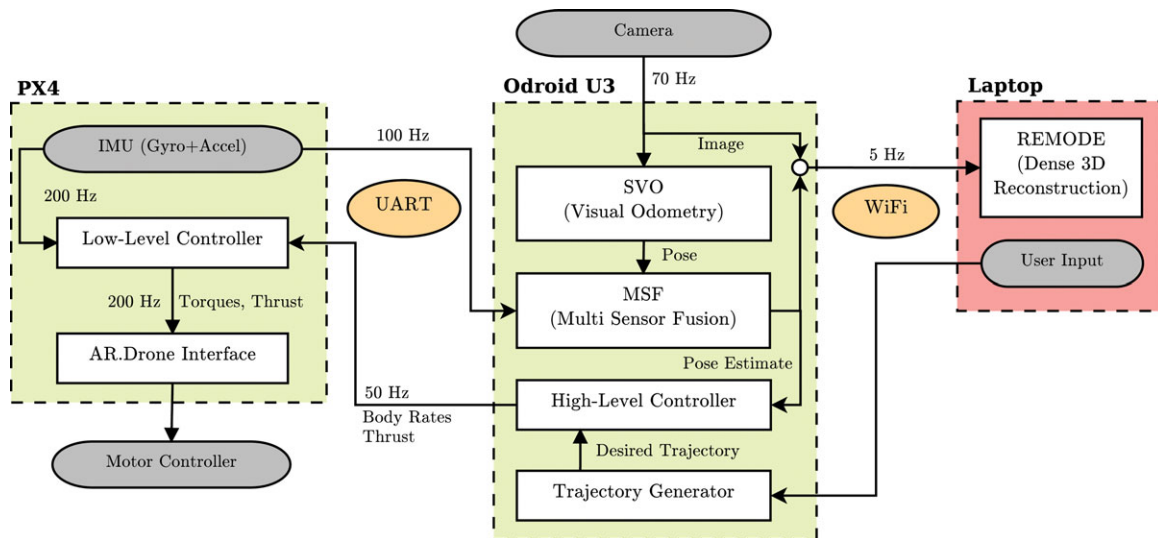 Camera
PX4
Odroid U3
70 Hz
Laptop
IMU (Gyro+Accel)
100 Hz
Image
5 Hz
REMODE
(Dense 3D
Reconstruction)
200 Hz
UART
SVO
(Visual Odometry)
WiFi
Low-Level Controller
Pose
User Input
200 Hz
Torques, Thrust
MSF
(Multi Sensor Fusion)
AR.Drone Interface
Pose Estimate
50 Hz
Body Rates
Thrust
High-Level Controller
Motor Controller
Desired Trajectory
Trajectory Generator